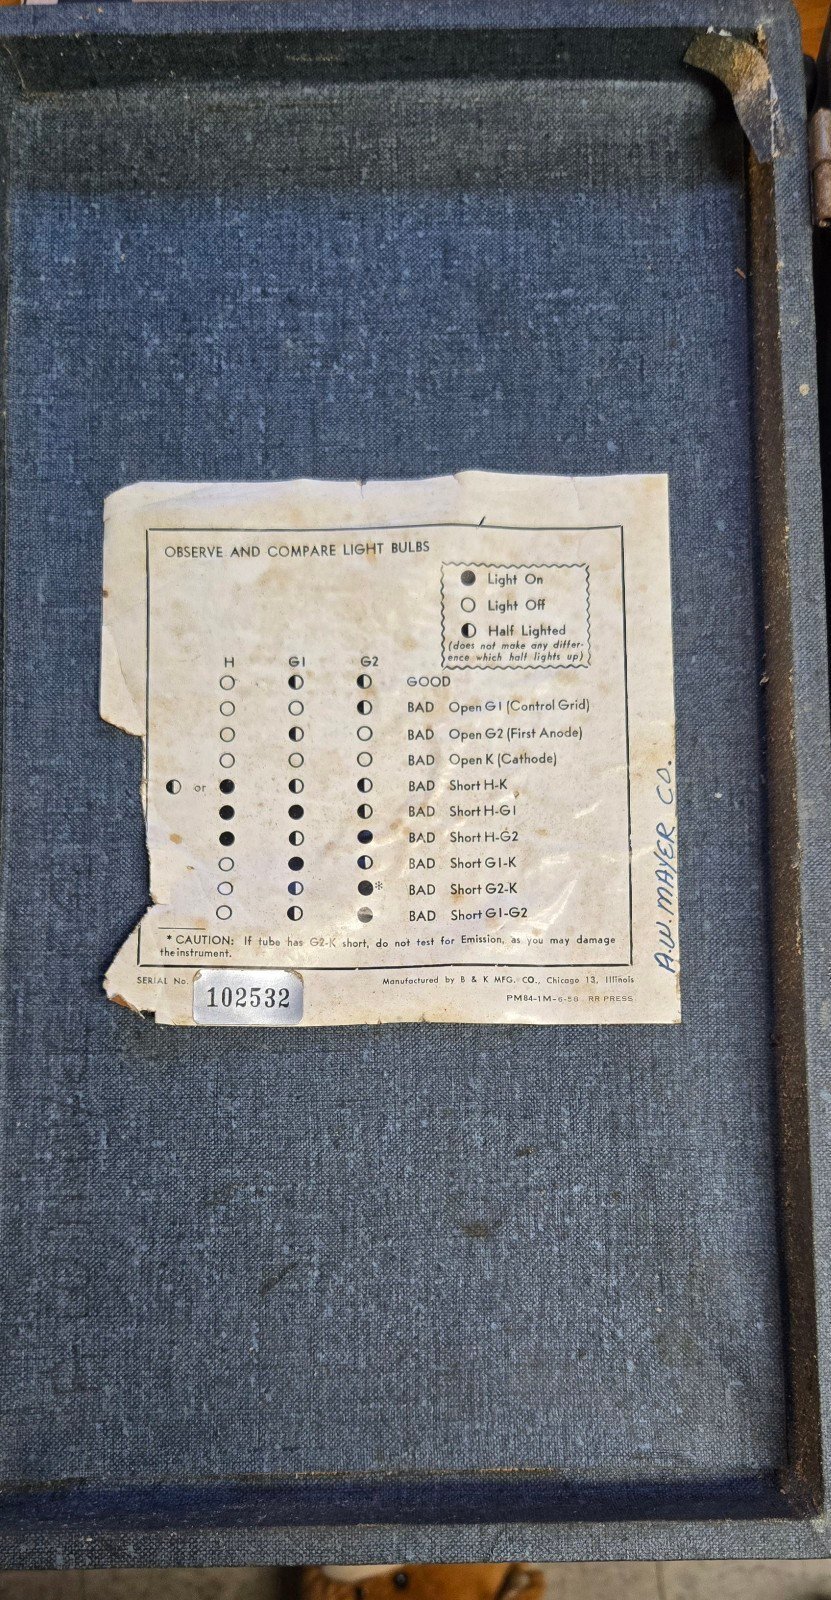 OBSERVE AND COMPARE LIGHT BULBS
Light On
Light Off
Half Lighted
(does not make any differ-
ence which half lights up)
H G1 G2
GOOD
BAD Open G1 (Control Grid)
BAD Open G2 (First Anode)
BAD Open K (Cathode)
or BAD Short H-K
BAD Short H-G1
BAD Short H-G2
BAD Short G1-K
* BAD Short G2-K
BAD Short G1-G2
* CAUTION: If tube has G2-K short, do not test for Emission, as you may damage
the instrument.
SERIAL No. 102532
Manufactured by B & K MFG. CO., Chicago 13, Illinois
PM84-1M-6-58 RR PRESS
A.W. MAYER CO.